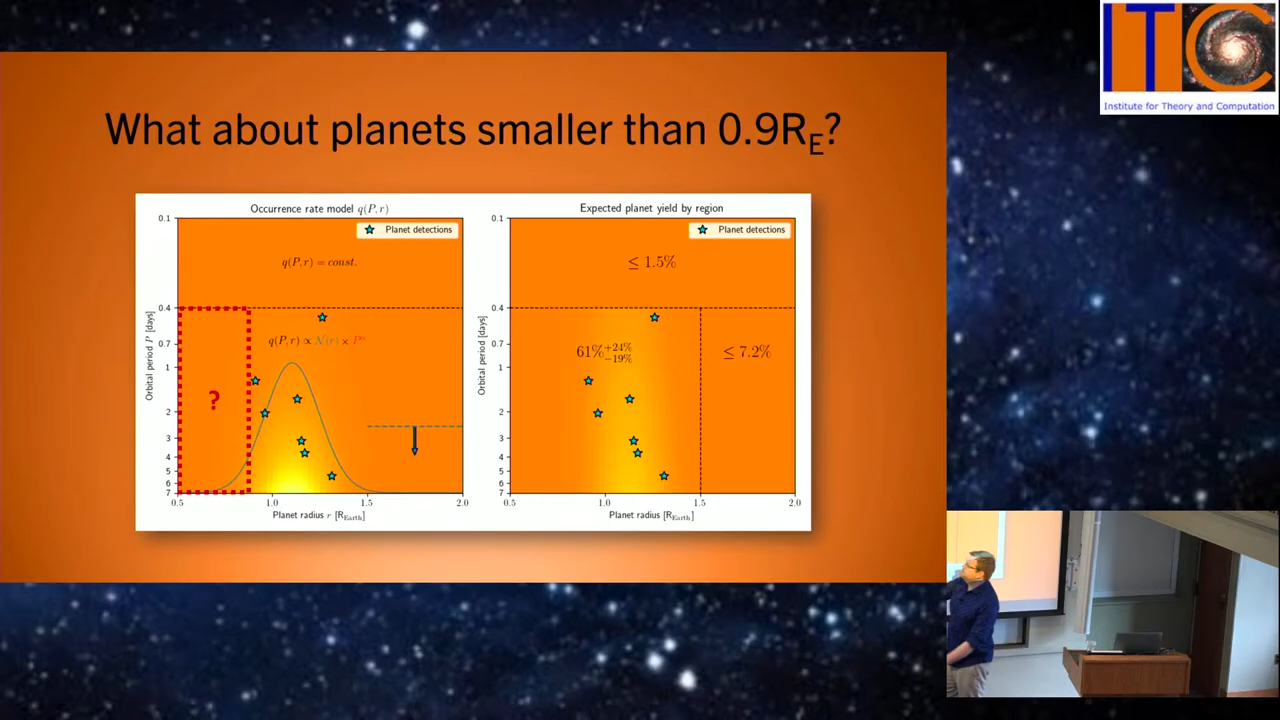 ITC
Institute for Theory and Computation
What about planets smaller than 0.9R_E?
Occurrence rate model q(P, r)
Planet detections
q(P, r) = const.
q(P, r) ∝ N(r) × P^α
?
0.1
0.4
0.7
1
2
3
4
5
6
7
Orbital period P [days]
0.5 1.0 1.5 2.0
Planet radius r [R_Earth]
Expected planet yield by region
Planet detections
≤ 1.5%
61%+24%
−19%
≤ 7.2%
0.1
0.4
0.7
1
2
3
4
5
6
7
Orbital period [days]
0.5 1.0 1.5 2.0
Planet radius [R_Earth]